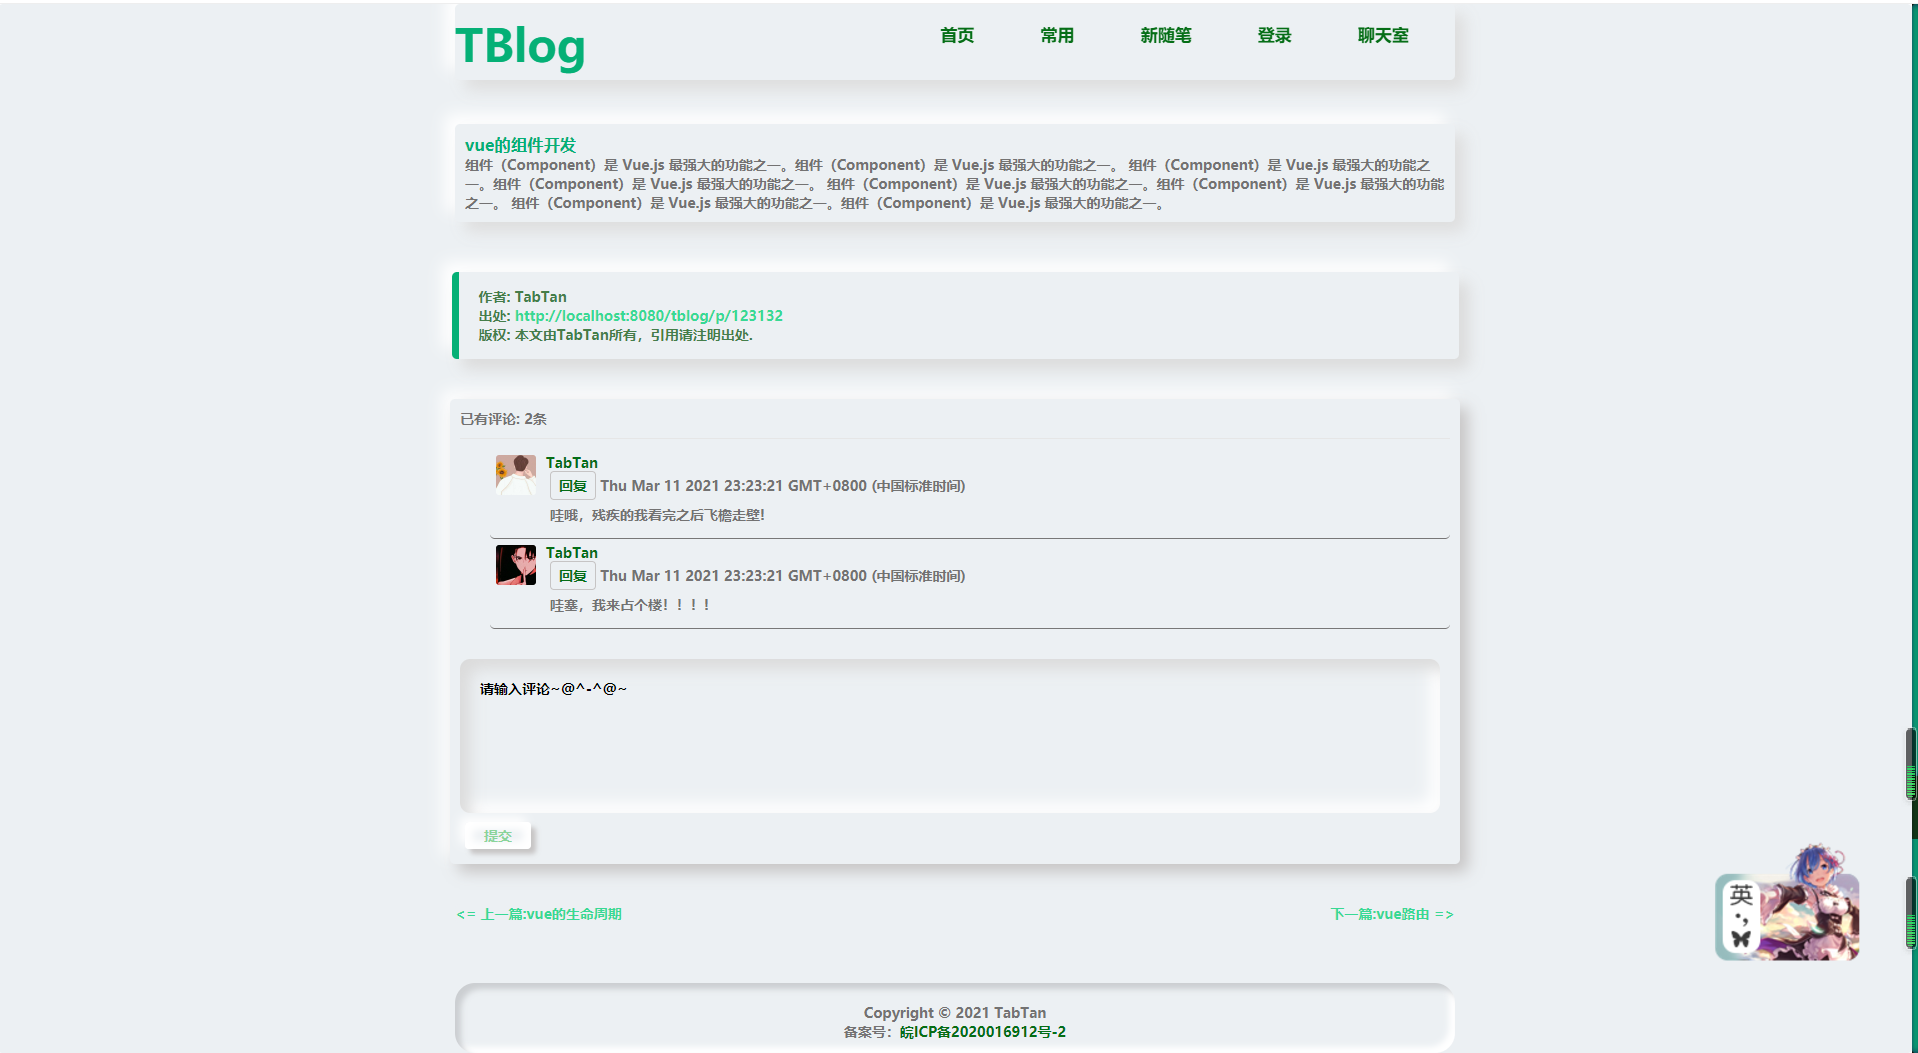 TBlog
首页 常用 新随笔 登录 聊天室
vue的组件开发
组件（Component）是 Vue.js 最强大的功能之一。组件（Component）是 Vue.js 最强大的功能之一。 组件（Component）是 Vue.js 最强大的功能之
一。组件（Component）是 Vue.js 最强大的功能之一。 组件（Component）是 Vue.js 最强大的功能之一。组件（Component）是 Vue.js 最强大的功能
之一。 组件（Component）是 Vue.js 最强大的功能之一。组件（Component）是 Vue.js 最强大的功能之一。
作者: TabTan
出处: http://localhost:8080/tblog/p/123132
版权: 本文由TabTan所有，引用请注明出处.
已有评论: 2条
TabTan
回复 Thu Mar 11 2021 23:23:21 GMT+0800 (中国标准时间)
哇哦，残疾的我看完之后飞檐走壁!
TabTan
回复 Thu Mar 11 2021 23:23:21 GMT+0800 (中国标准时间)
哇塞，我来占个楼！！！！
请输入评论~@^-^@~
提交
<= 上一篇:vue的生命周期 下一篇:vue路由 =>
英
Copyright © 2021 TabTan
备案号：皖ICP备2020016912号-2